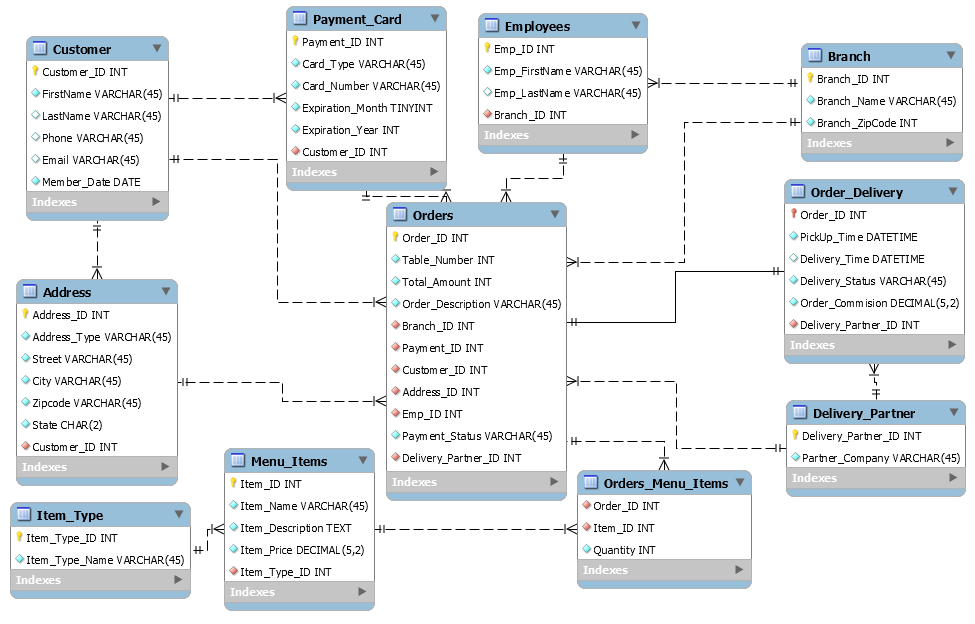 Customer
Customer_ID INT
FirstName VARCHAR(45)
LastName VARCHAR(45)
Phone VARCHAR(45)
Email VARCHAR(45)
Member_Date DATE
Indexes
Payment_Card
Payment_ID INT
Card_Type VARCHAR(45)
Card_Number VARCHAR(45)
Expiration_Month TINYINT
Expiration_Year INT
Customer_ID INT
Indexes
Employees
Emp_ID INT
Emp_FirstName VARCHAR(45)
Emp_LastName VARCHAR(45)
Branch_ID INT
Indexes
Branch
Branch_ID INT
Branch_Name VARCHAR(45)
Branch_ZipCode INT
Indexes
Address
Address_ID INT
Address_Type VARCHAR(45)
Street VARCHAR(45)
City VARCHAR(45)
Zipcode VARCHAR(45)
State CHAR(2)
Customer_ID INT
Indexes
Orders
Order_ID INT
Table_Number INT
Total_Amount INT
Order_Description VARCHAR(45)
Branch_ID INT
Payment_ID INT
Customer_ID INT
Address_ID INT
Emp_ID INT
Payment_Status VARCHAR(45)
Delivery_Partner_ID INT
Indexes
Order_Delivery
Order_ID INT
PickUp_Time DATETIME
Delivery_Time DATETIME
Delivery_Status VARCHAR(45)
Order_Commision DECIMAL(5,2)
Delivery_Partner_ID INT
Indexes
Delivery_Partner
Delivery_Partner_ID INT
Partner_Company VARCHAR(45)
Indexes
Item_Type
Item_Type_ID INT
Item_Type_Name VARCHAR(45)
Indexes
Menu_Items
Item_ID INT
Item_Name VARCHAR(45)
Item_Description TEXT
Item_Price DECIMAL(5,2)
Item_Type_ID INT
Indexes
Orders_Menu_Items
Order_ID INT
Item_ID INT
Quantity INT
Indexes